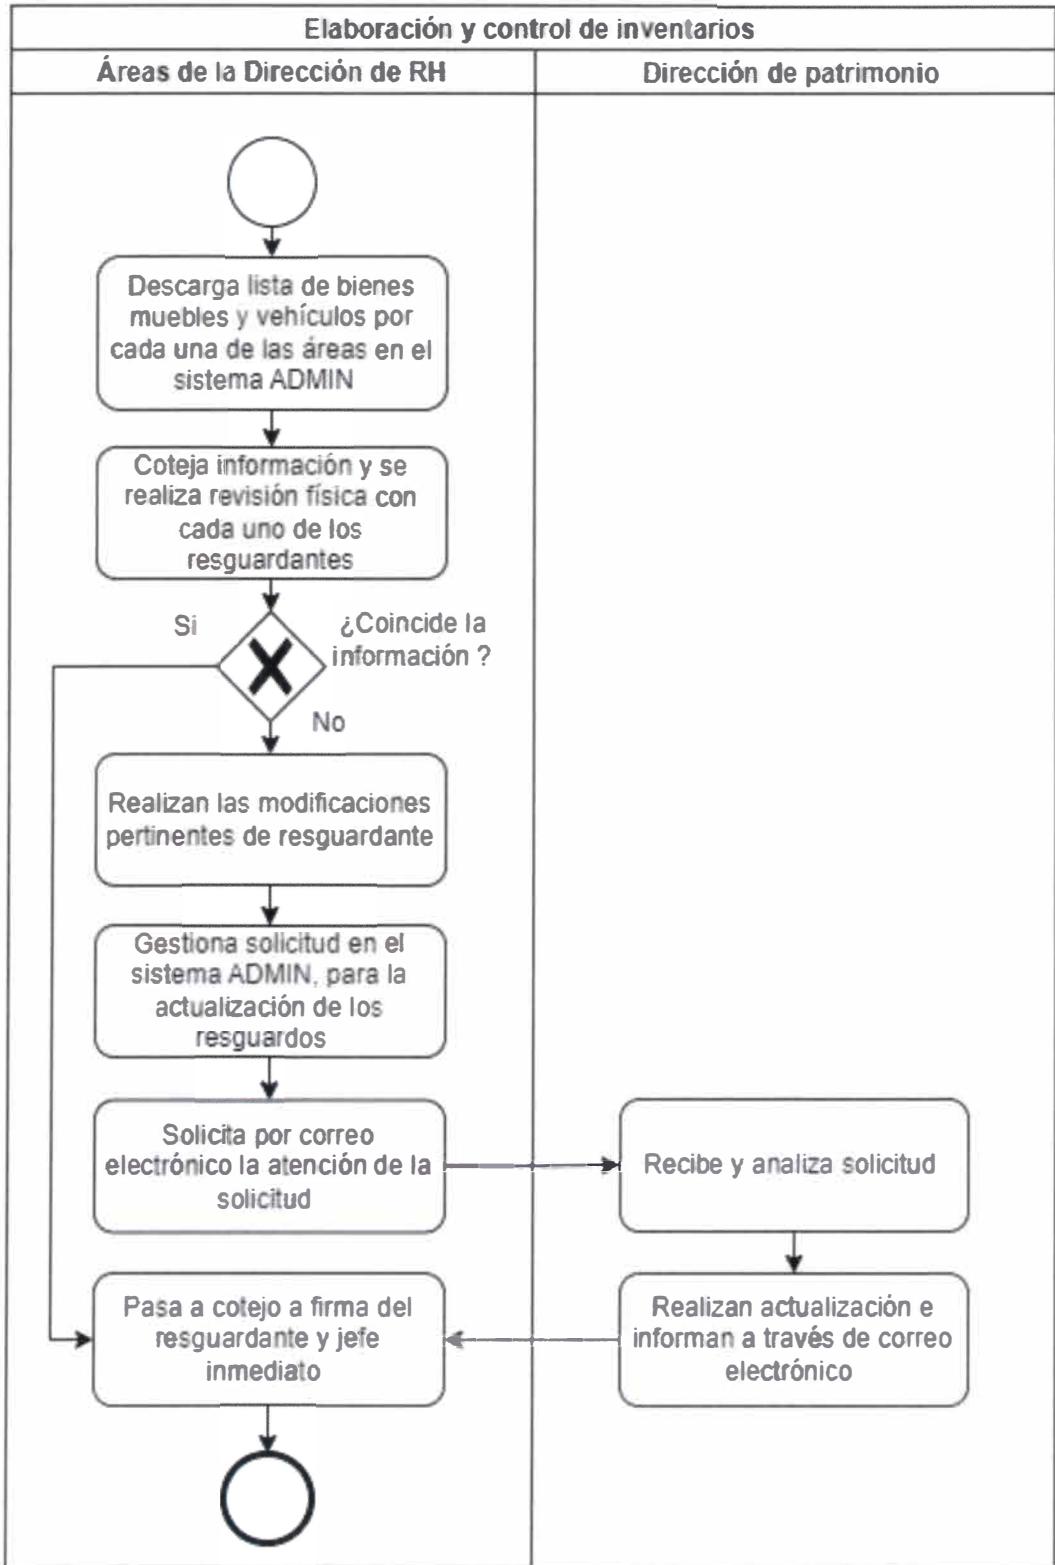 Elaboración y control de inventarios
Áreas de la Dirección de RH
Dirección de patrimonio
Descarga lista de bienes
muebles y vehículos por
cada una de las áreas en el
sistema ADMIN
Coteja información y se
realiza revisión física con
cada uno de los
resguardantes
Si
¿Coincide la
información ?
No
Realizan las modificaciones
pertinentes de resguardante
Gestiona solicitud en el
sistema ADMIN, para la
actualización de los
resguardos
Solicita por correo
electrónico la atención de la
solicitud
Recibe y analiza solicitud
Pasa a cotejo a firma del
resguardante y jefe
inmediato
Realizan actualización e
informan a través de correo
electrónico